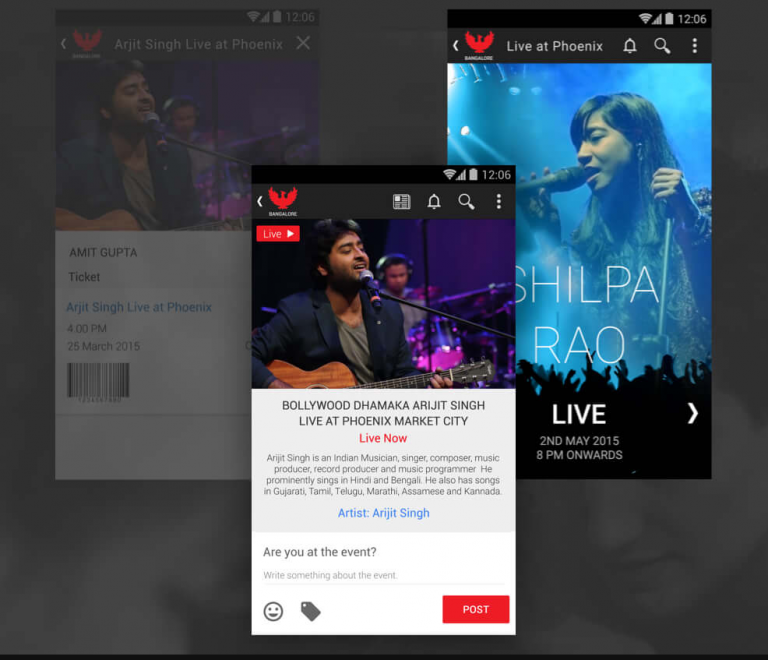 12:06
Arjit Singh Live at Phoenix
BANGALORE
AMIT GUPTA
Ticket
Arjit Singh Live at Phoenix
4:00 PM
25 March 2015
1234567890
12:06
BANGALORE
Live
BOLLYWOOD DHAMAKA ARIJIT SINGH
LIVE AT PHOENIX MARKET CITY
Live Now
Arijit Singh is an Indian Musician, singer, composer, music
producer, record producer and music programmer He
prominently sings in Hindi and Bengali. He also has songs
in Gujarati, Tamil, Telugu, Marathi, Assamese and Kannada.
Artist: Arijit Singh
Are you at the event?
Write something about the event.
POST
12:06
Live at Phoenix
BANGALORE
SHILPA
RAO
LIVE
2ND MAY 2015
8 PM ONWARDS